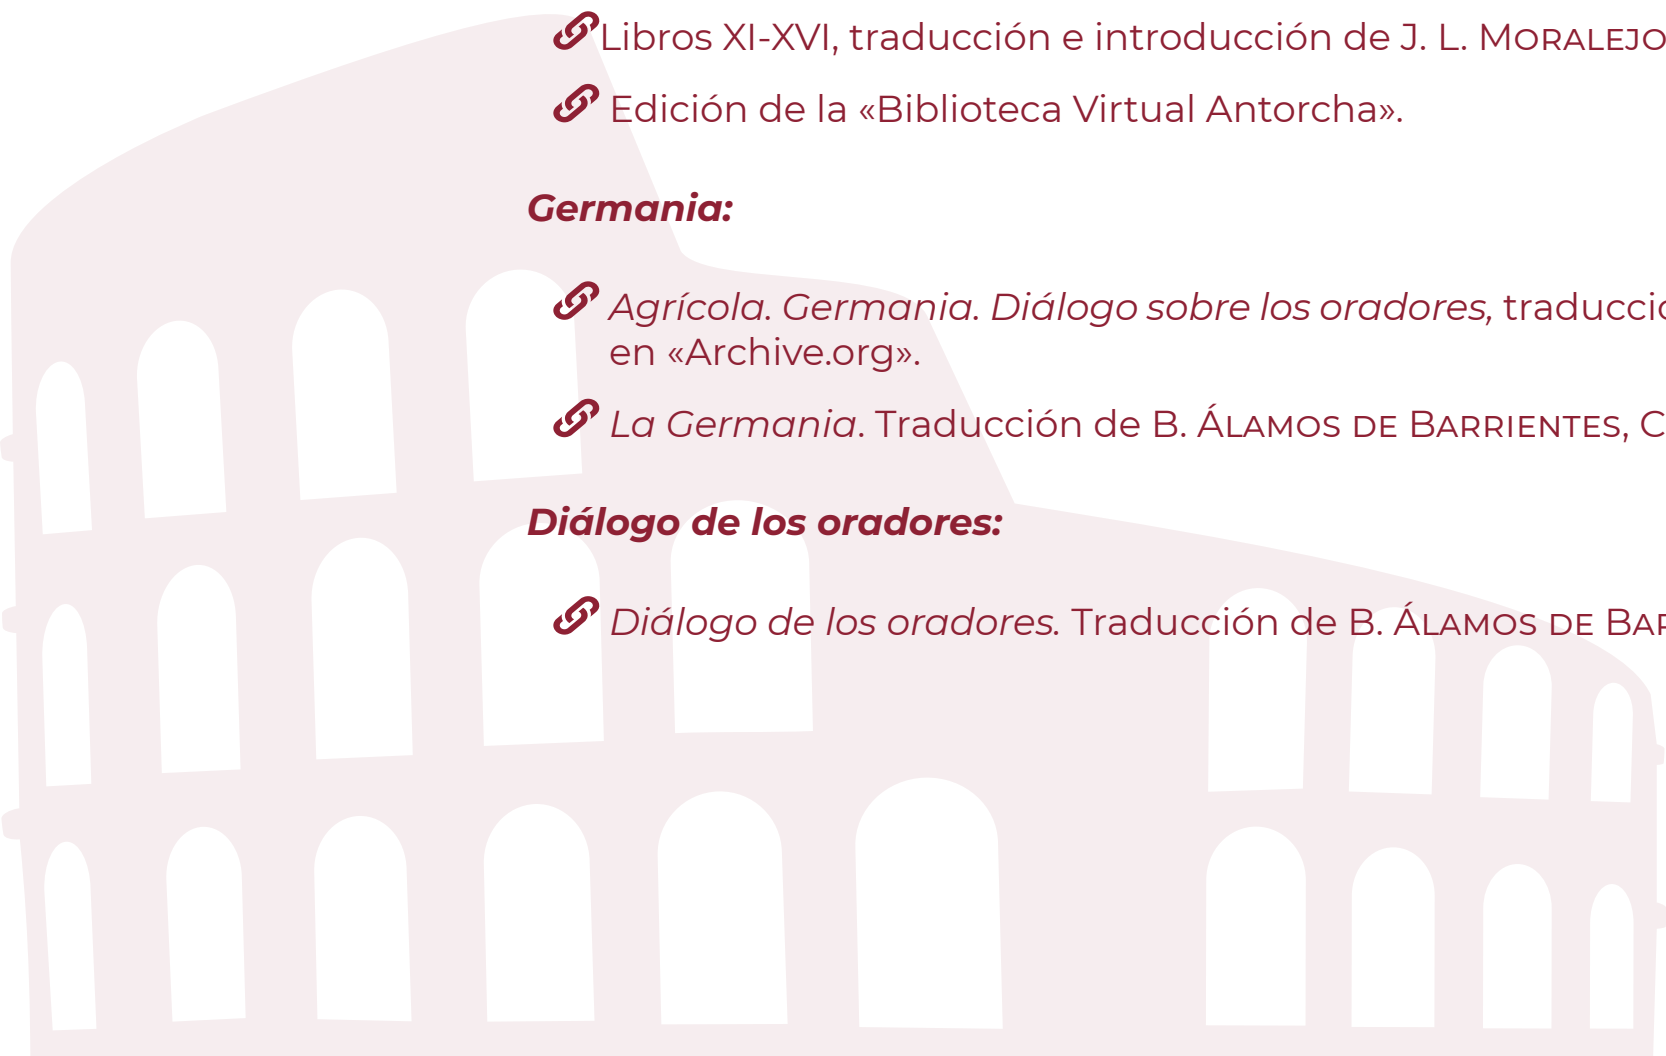 Libros XI-XVI, traducción e introducción de J. L. MORALEJO
Edición de la «Biblioteca Virtual Antorcha».
Germania:
Agrícola. Germania. Diálogo sobre los oradores,
en «Archive.org».
La Germania. Traducción de B. ÁLAMOS DE BARRIENTES,
Diálogo de los oradores:
Diálogo de los oradores. Traducción de B. ÁLAMOS DE